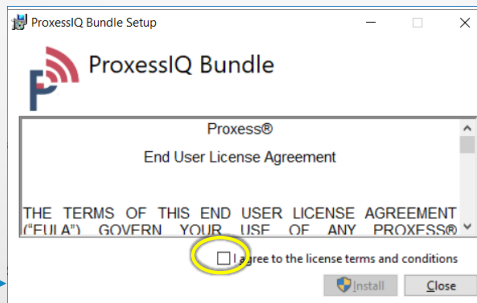 ProxessIQ Bundle Setup
ProxessIQ Bundle
Proxess®
End User License Agreement
THE TERMS OF THIS END USER LICENSE AGREEMENT
("EULA") GOVERN YOUR USE OF ANY PROXESS®
I agree to the license terms and conditions
Install
Close